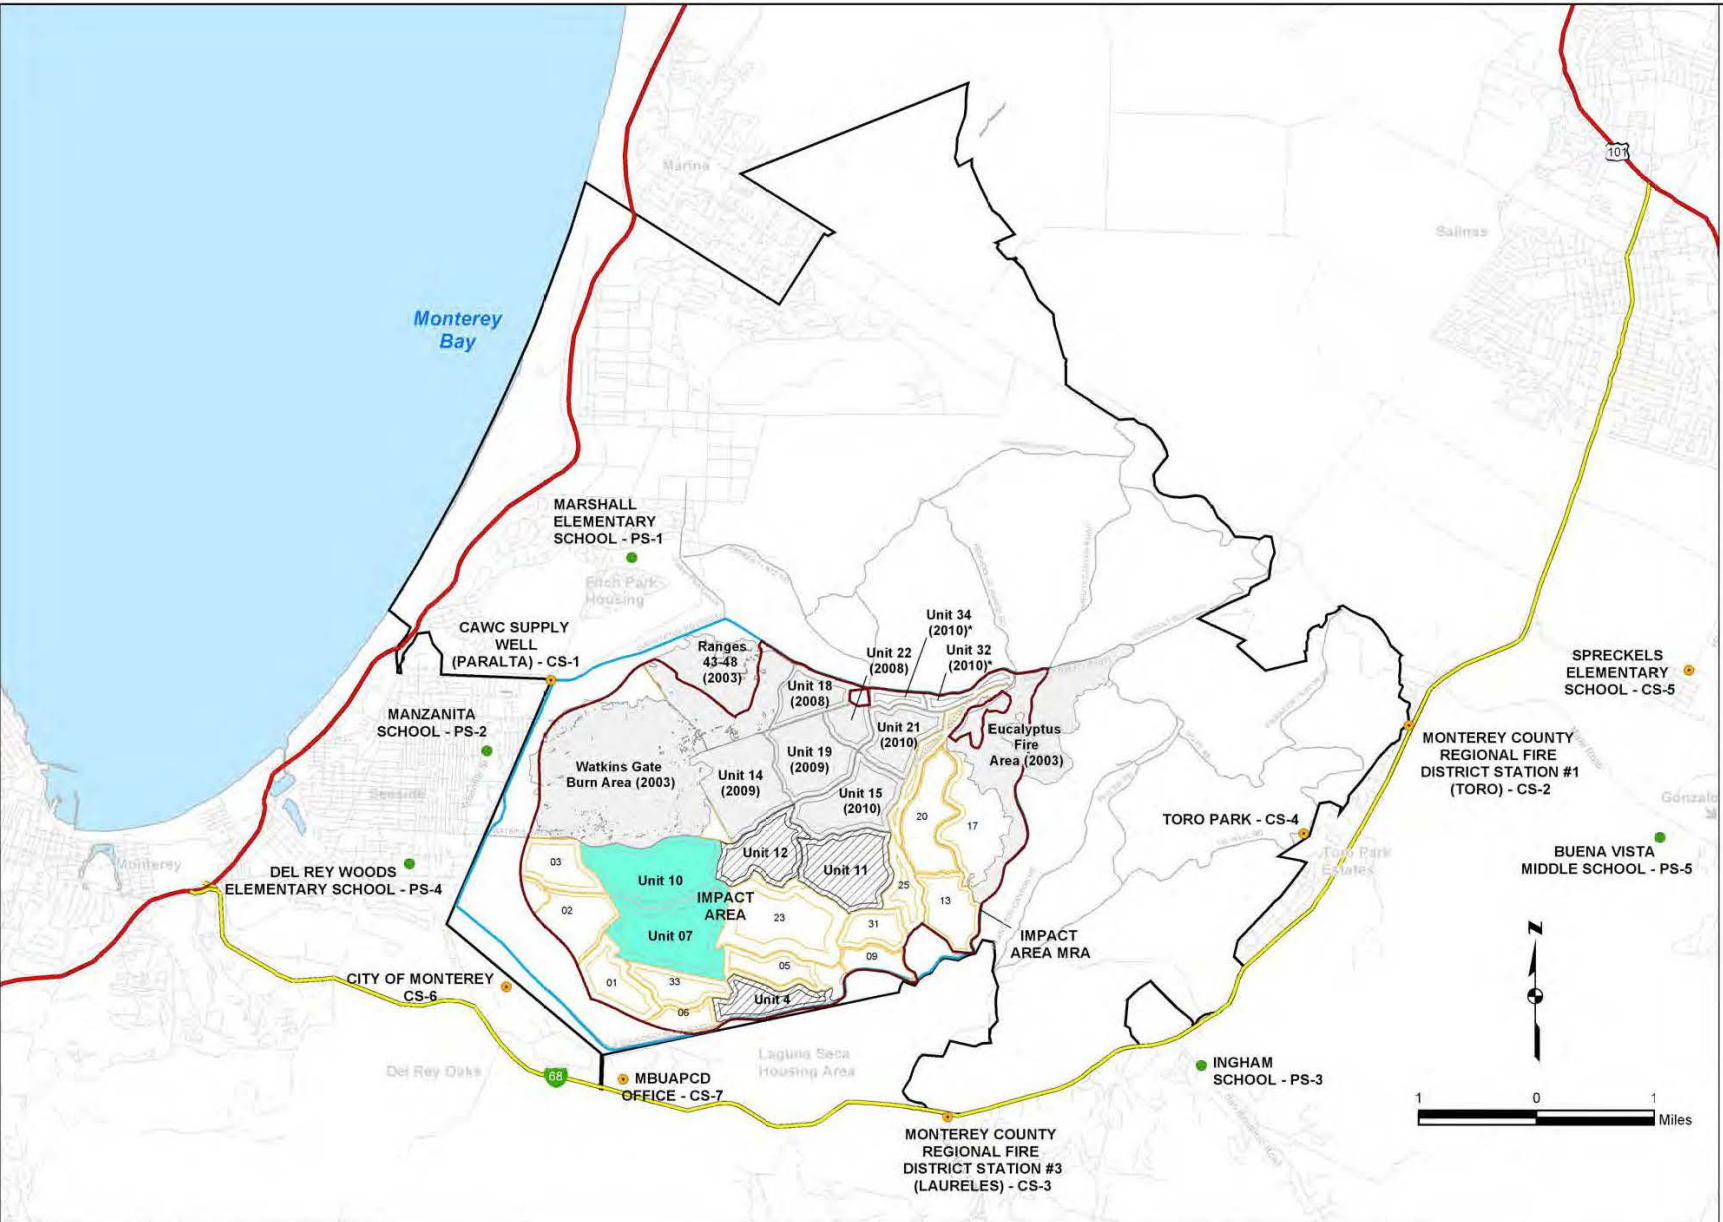 101
Marina
Salinas
Monterey
Bay
MARSHALL
ELEMENTARY
SCHOOL - PS-1
Fitch Park
Housing
CAWC SUPPLY
WELL
(PARALTA) - CS-1
Unit 34
(2010)*
Unit 32
(2010)*
Unit 22
(2008)
Ranges
43-48
(2003)
Unit 18
(2008)
SPRECKELS
ELEMENTARY
SCHOOL - CS-5
MANZANITA
SCHOOL - PS-2
Unit 21
(2010)
Eucalyptus
Fire
Area (2003)
MONTEREY COUNTY
REGIONAL FIRE
DISTRICT STATION #1
(TORO) - CS-2
Watkins Gate
Burn Area (2003)
Unit 19
(2009)
Unit 14
(2009)
Unit 15
(2010)
Seaside
20
17
TORO PARK - CS-4
Toro Park
Estates
Gonzalo
BUENA VISTA
MIDDLE SCHOOL - PS-5
Monterey
DEL REY WOODS
ELEMENTARY SCHOOL - PS-4
03
Unit 12
Unit 11
Unit 10
25
IMPACT
AREA
13
02
23
31
Unit 07
IMPACT
AREA MRA
N
09
05
01
33
CITY OF MONTEREY
CS-6
Unit 4
06
Del Rey Oaks
Laguna Seca
Housing Area
68
MBUAPCD
OFFICE - CS-7
INGHAM
SCHOOL - PS-3
1 0 1
Miles
MONTEREY COUNTY
REGIONAL FIRE
DISTRICT STATION #3
(LAURELES) - CS-3